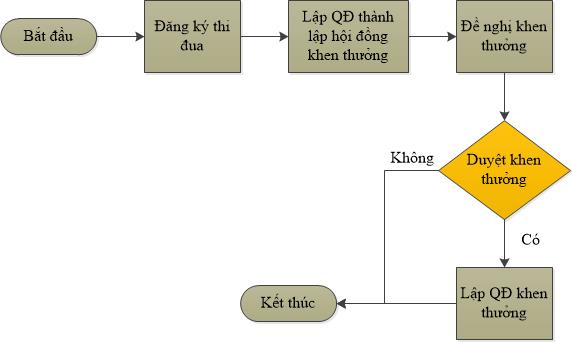 Bắt đầu
Đăng ký thi
đua
Lập QĐ thành
lập hội đồng
khen thưởng
Đề nghị khen
thưởng
Duyệt khen
thưởng
Không
Có
Lập QĐ khen
thưởng
Kết thúc